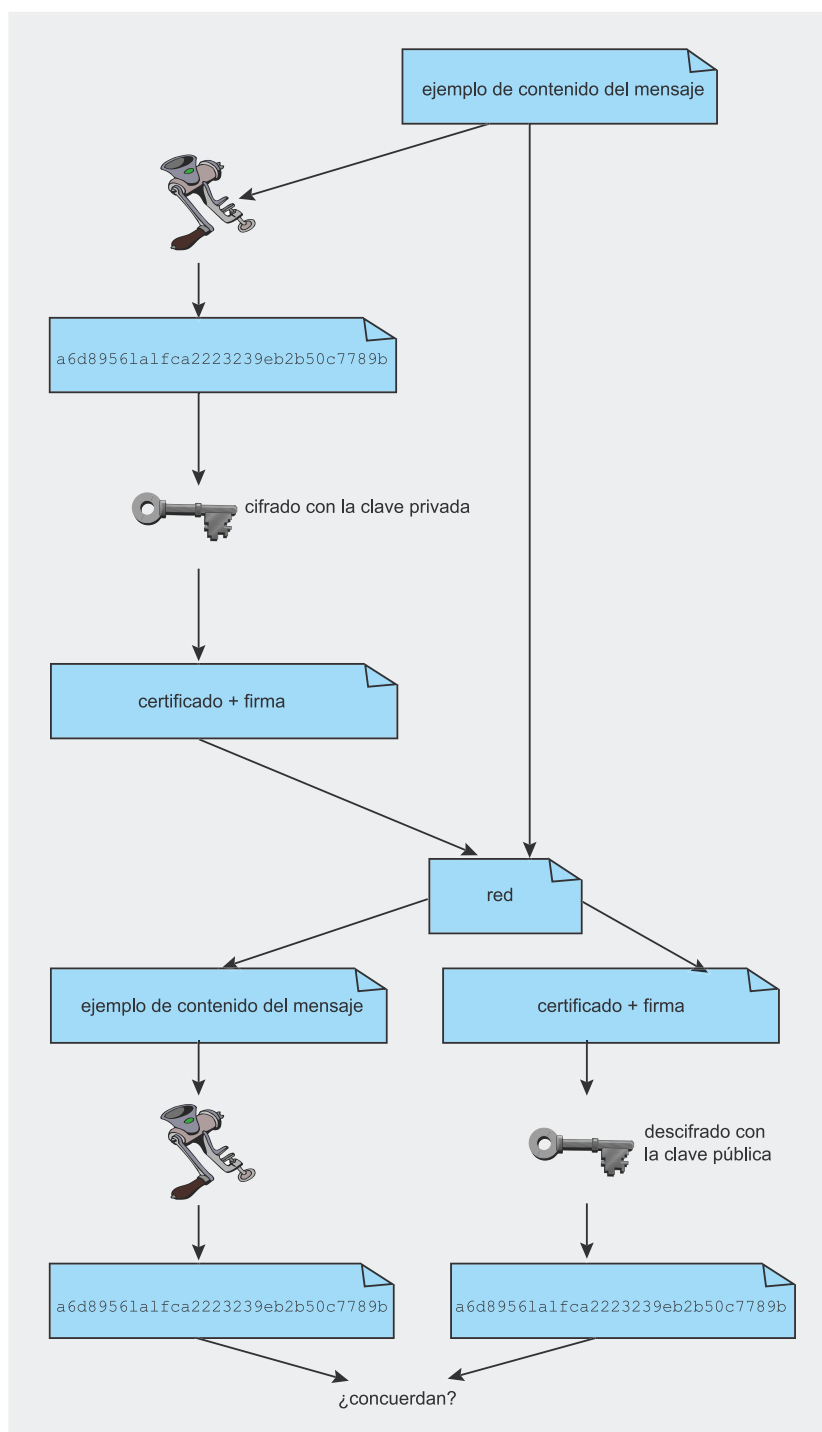 ejemplo de contenido del mensaje
a6d89561a1fca2223239eb2b50c7789b
cifrado con la clave privada
certificado + firma
red
ejemplo de contenido del mensaje
certificado + firma
descifrado con
la clave pública
a6d89561a1fca2223239eb2b50c7789b
a6d89561a1fca2223239eb2b50c7789b
¿concuerdan?